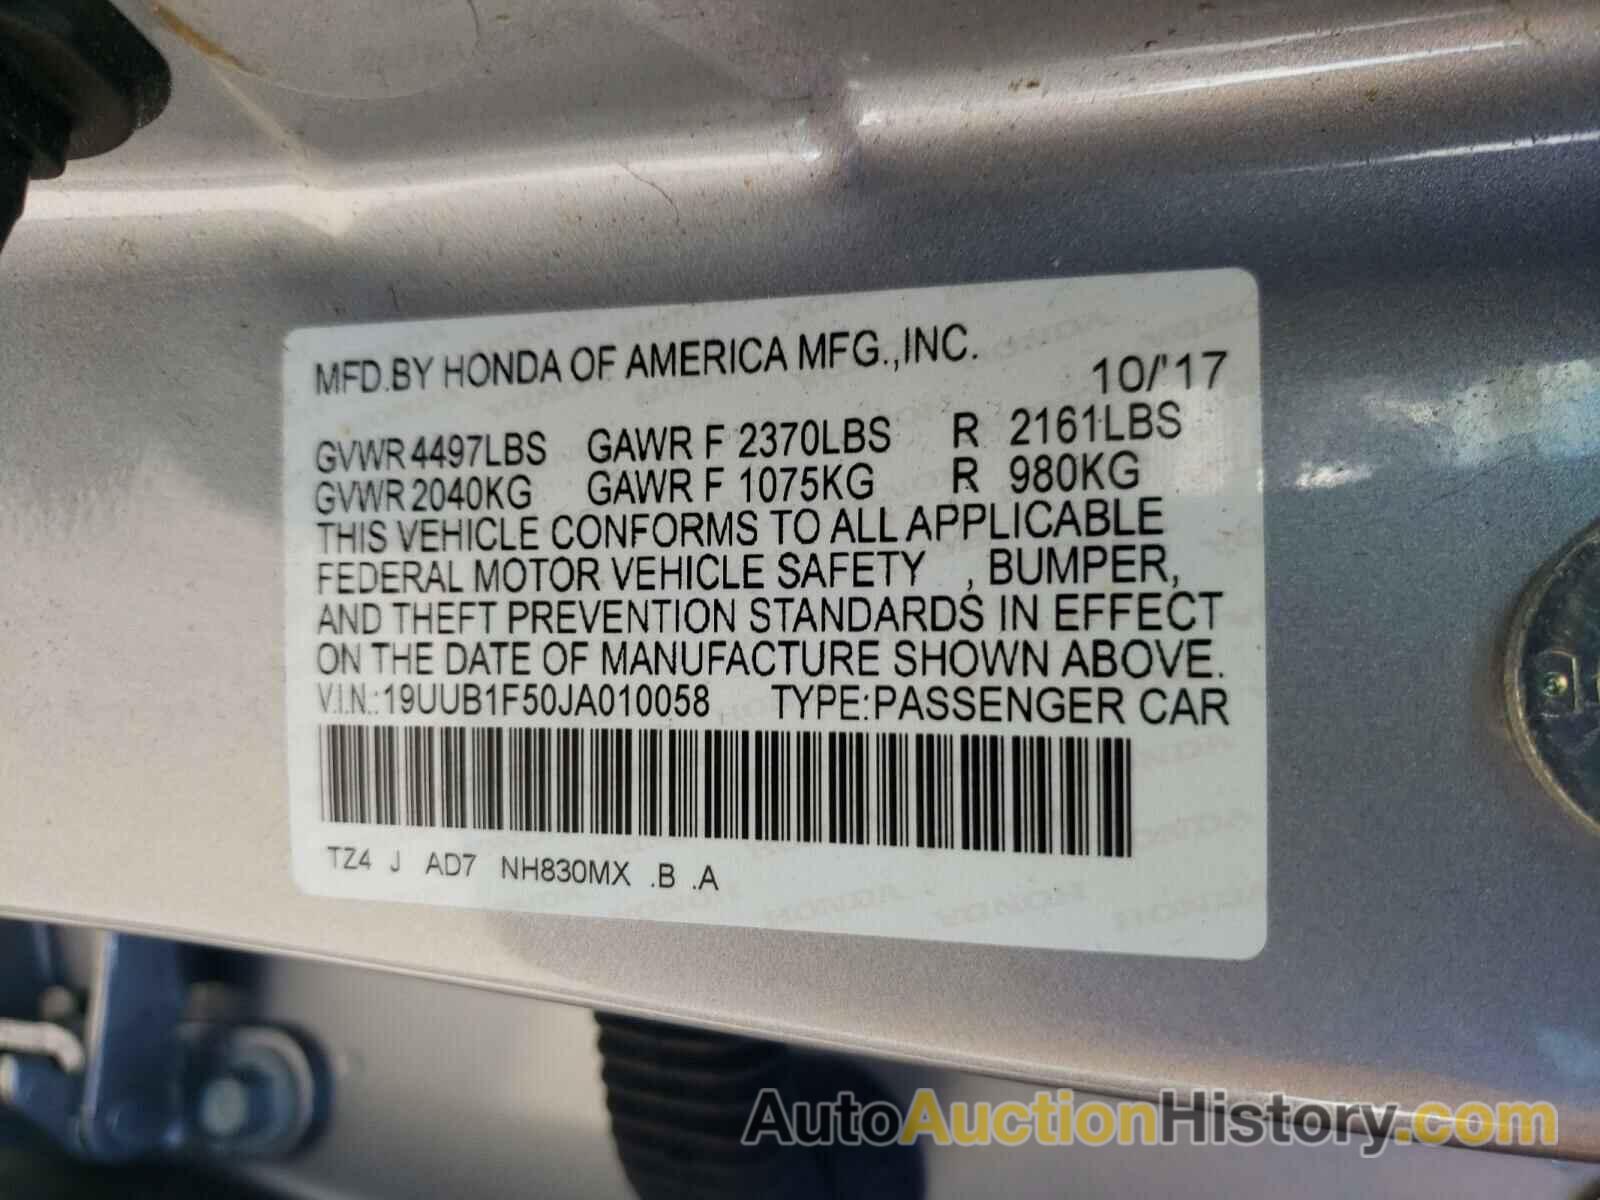 MFD.BY HONDA OF AMERICA MFG.,INC.
10/'17
GVWR 4497LBS GAWR F 2370LBS R 2161LBS
GVWR 2040KG GAWR F 1075KG R 980KG
THIS VEHICLE CONFORMS TO ALL APPLICABLE
FEDERAL MOTOR VEHICLE SAFETY , BUMPER,
AND THEFT PREVENTION STANDARDS IN EFFECT
ON THE DATE OF MANUFACTURE SHOWN ABOVE.
V.I.N.:19UUB1F50JA010058 TYPE:PASSENGER CAR
TZ4 J AD7 NH830MX .B .A
AutoAuctionHistory.com